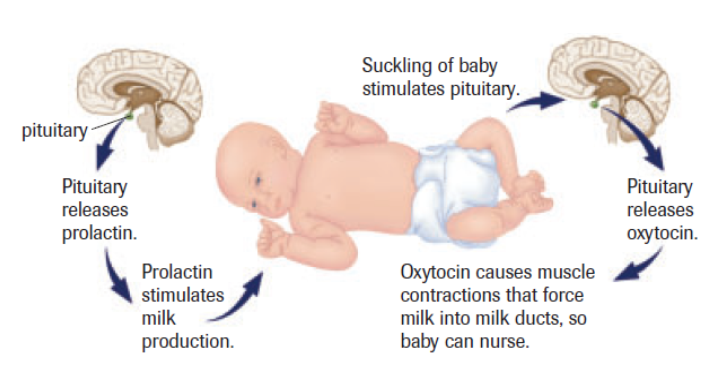 Suckling of baby
stimulates pituitary.
pituitary
Pituitary
releases
prolactin.
Prolactin
stimulates
milk
production.
Pituitary
releases
oxytocin.
Oxytocin causes muscle
contractions that force
milk into milk ducts, so
baby can nurse.